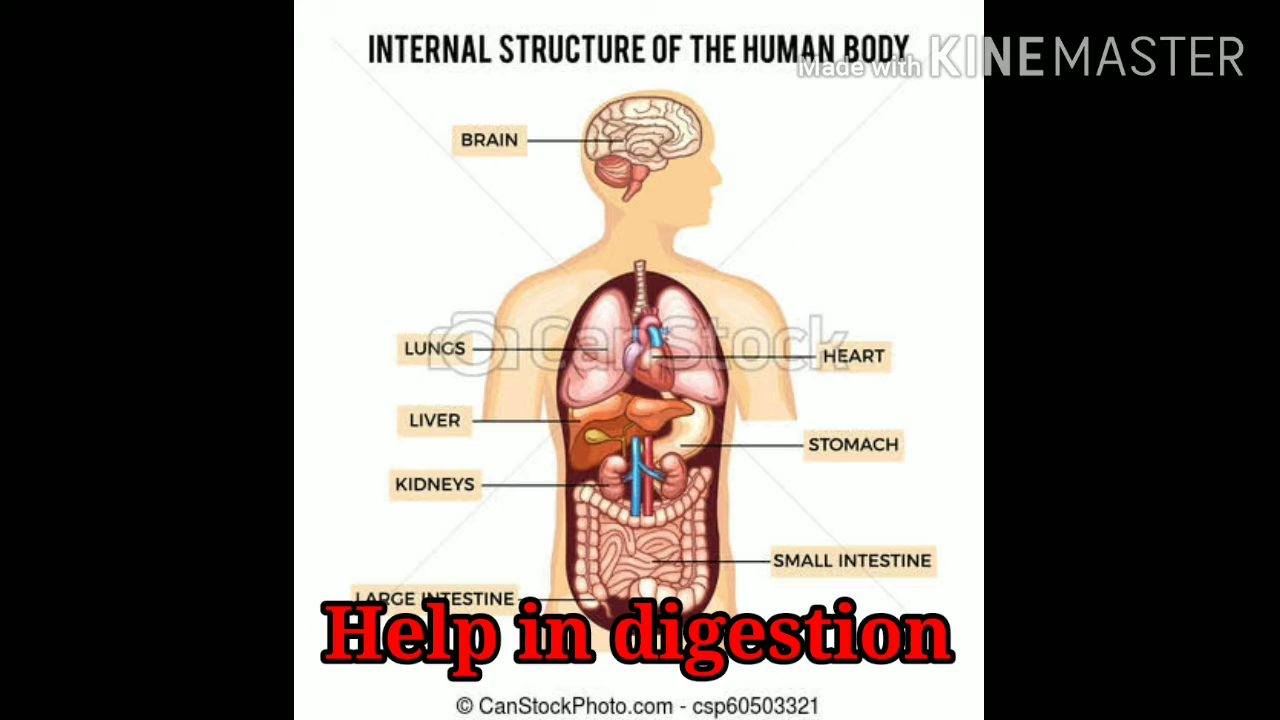 INTERNAL STRUCTURE OF THE HUMAN BODY
Made with KINEMASTER
BRAIN
CanStock
LUNGS
HEART
LIVER
STOMACH
KIDNEYS
SMALL INTESTINE
LARGE INTESTINE
Help in digestion
© CanStockPhoto.com - csp60503321